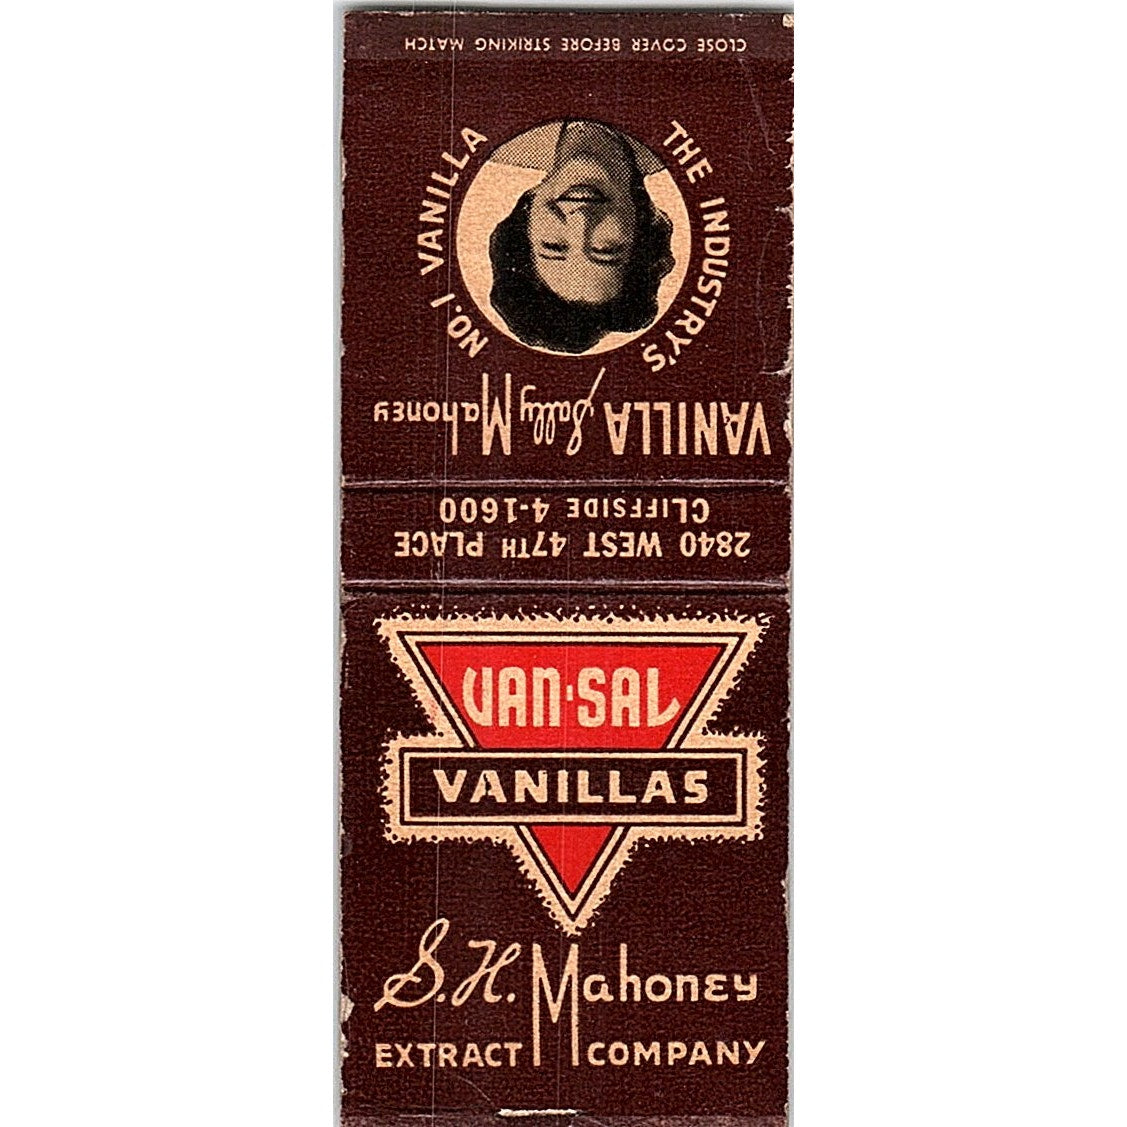 CLOSE COVER BEFORE STRIKING MATCH
THE INDUSTRY'S
NO. 1 VANILLA
VANILLA Sally Mahoney
2840 WEST 47TH PLACE
CLIFFSIDE 4-1600
VAN-SAL
VANILLAS
S.H. Mahoney
EXTRACT COMPANY